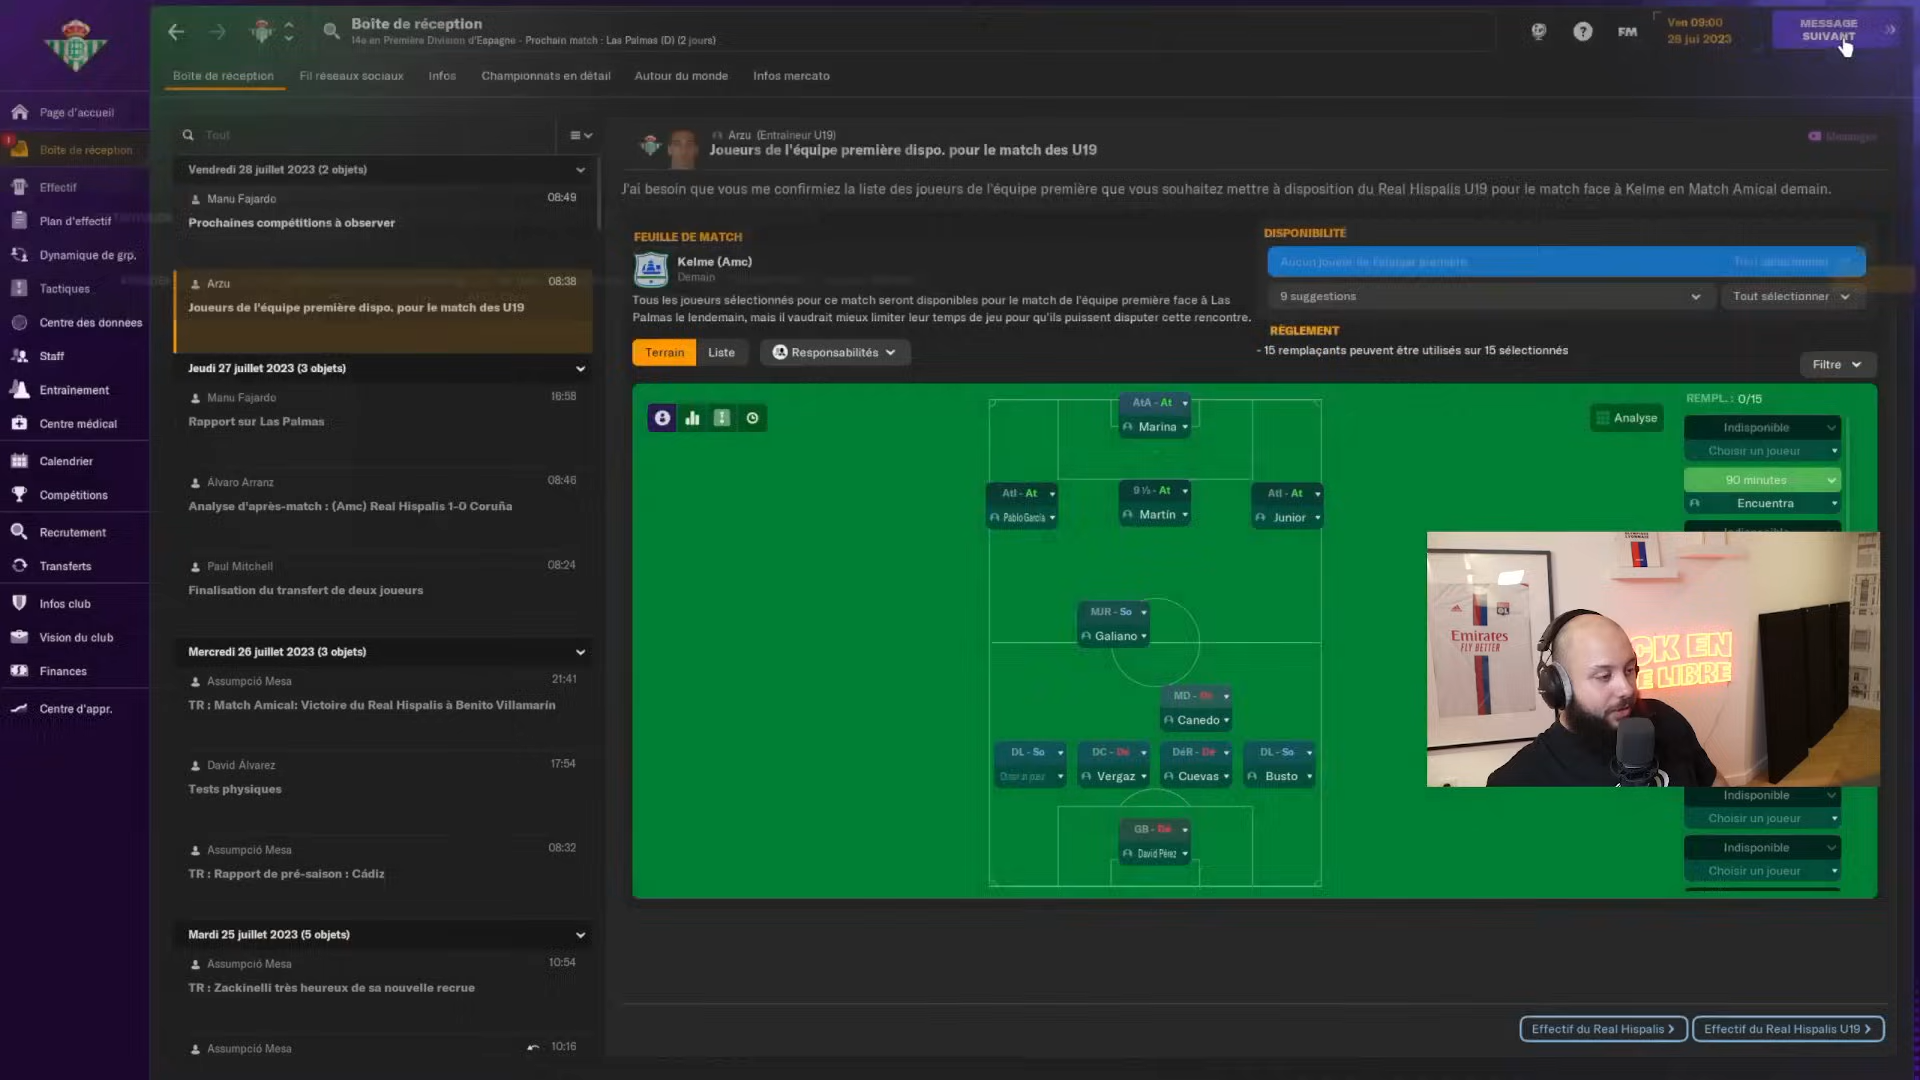 Boîte de réception
14e en Première Division d'Espagne - Prochain match : Las Palmas (D) (2 jours)
FM
Ven 09:00
28 jui 2023
MESSAGE
SUIVANT
Boîte de réception
Fil réseaux sociaux
Infos
Championnats en détail
Autour du monde
Infos mercato
Page d'accueil
Boîte de réception
Effectif
Plan d'effectif
Dynamique de grp.
Tactiques
Centre des données
Staff
Entraînement
Centre médical
Calendrier
Compétitions
Recrutement
Transferts
Infos club
Vision du club
Finances
Centre d'appr.
Tout
Vendredi 28 juillet 2023 (2 objets)
Manu Fajardo 08:49
Prochaines compétitions à observer
Arzu 08:38
Joueurs de l'équipe première dispo. pour le match des U19
Jeudi 27 juillet 2023 (3 objets)
Manu Fajardo 16:58
Rapport sur Las Palmas
Álvaro Arranz 08:46
Analyse d'après-match : (Amc) Real Hispalis 1-0 Coruña
Paul Mitchell 08:24
Finalisation du transfert de deux joueurs
Mercredi 26 juillet 2023 (3 objets)
Assumpció Mesa 21:41
TR : Match Amical: Victoire du Real Hispalis à Benito Villamarín
David Álvarez 17:54
Tests physiques
Assumpció Mesa 08:32
TR : Rapport de pré-saison : Cádiz
Mardi 25 juillet 2023 (5 objets)
Assumpció Mesa 10:54
TR : Zackinelli très heureux de sa nouvelle recrue
Assumpció Mesa 10:16
Arzu (Entraîneur U19)
Joueurs de l'équipe première dispo. pour le match des U19
Messages
J'ai besoin que vous me confirmiez la liste des joueurs de l'équipe première que vous souhaitez mettre à disposition du Real Hispalis U19 pour le match face à Kelme en Match Amical demain.
FEUILLE DE MATCH
Kelme (Amc)
Demain
Tous les joueurs sélectionnés pour ce match seront disponibles pour le match de l'équipe première face à Las
Palmas le lendemain, mais il vaudrait mieux limiter leur temps de jeu pour qu'ils puissent disputer cette rencontre.
DISPONIBILITÉ
9 suggestions
Tout sélectionner
RÈGLEMENT
- 15 remplaçants peuvent être utilisés sur 15 sélectionnés
Terrain
Liste
Responsabilités
Filtre
Analyse
REMPL. : 0/15
AtA - At
Marina
AtI - At
Pablo García
9 ½ - At
Martín
AtI - At
Junior
MJR - So
Galiano
MD - Dé
Canedo
DL - So
Choisir un joueur
DC - Dé
Vergaz
DéR - Dé
Cuevas
DL - So
Busto
GB - Dé
David Pérez
Indisponible
Choisir un joueur
90 minutes
Encuentra
Indisponible
Choisir un joueur
Indisponible
Choisir un joueur
Emirates
FLY BETTER
CK EN
E LIBRE
Effectif du Real Hispalis
Effectif du Real Hispalis U19